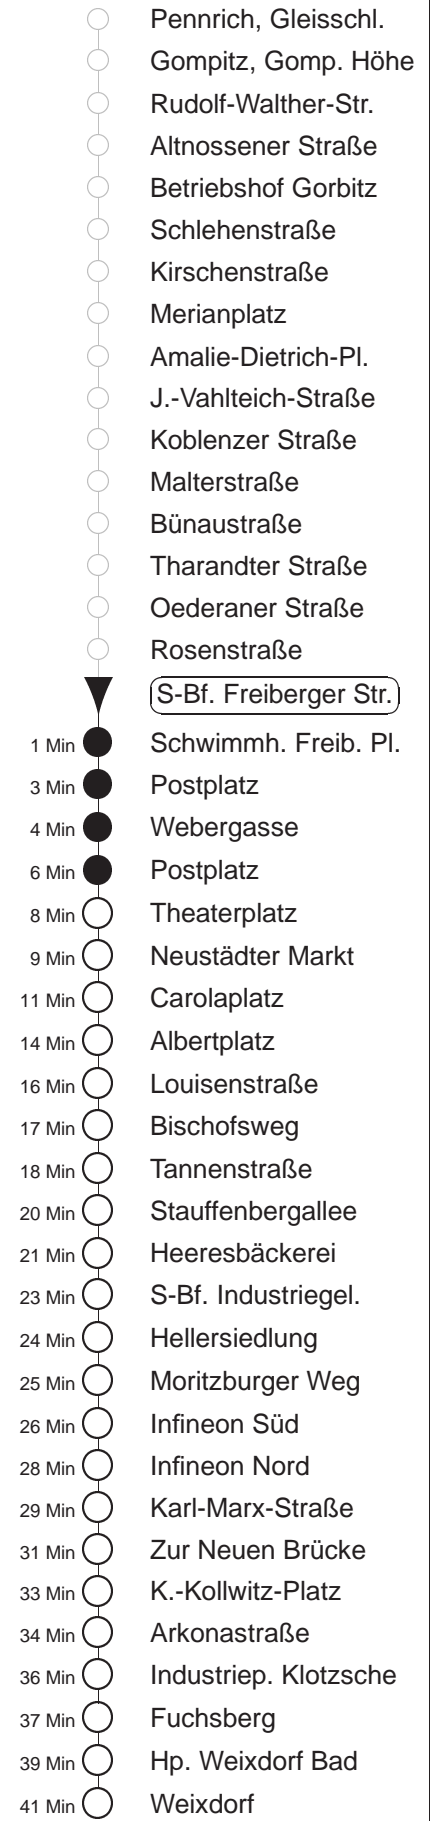 Pennrich, Gleisschl.
Gompitz, Gomp. Höhe
Rudolf-Walther-Str.
Altnossener Straße
Betriebshof Gorbitz
Schlehenstraße
Kirschenstraße
Merianplatz
Amalie-Dietrich-Pl.
J.-Vahlteich-Straße
Koblenzer Straße
Malterstraße
Bünaustraße
Tharandter Straße
Oederaner Straße
Rosenstraße
S-Bf. Freiberger Str.
1 Min Schwimmh. Freib. Pl.
3 Min Postplatz
4 Min Webergasse
6 Min Postplatz
8 Min Theaterplatz
9 Min Neustädter Markt
11 Min Carolaplatz
14 Min Albertplatz
16 Min Louisenstraße
17 Min Bischofsweg
18 Min Tannenstraße
20 Min Stauffenbergallee
21 Min Heeresbäckerei
23 Min S-Bf. Industriegel.
24 Min Hellersiedlung
25 Min Moritzburger Weg
26 Min Infineon Süd
28 Min Infineon Nord
29 Min Karl-Marx-Straße
31 Min Zur Neuen Brücke
33 Min K.-Kollwitz-Platz
34 Min Arkonastraße
36 Min Industriep. Klotzsche
37 Min Fuchsberg
39 Min Hp. Weixdorf Bad
41 Min Weixdorf